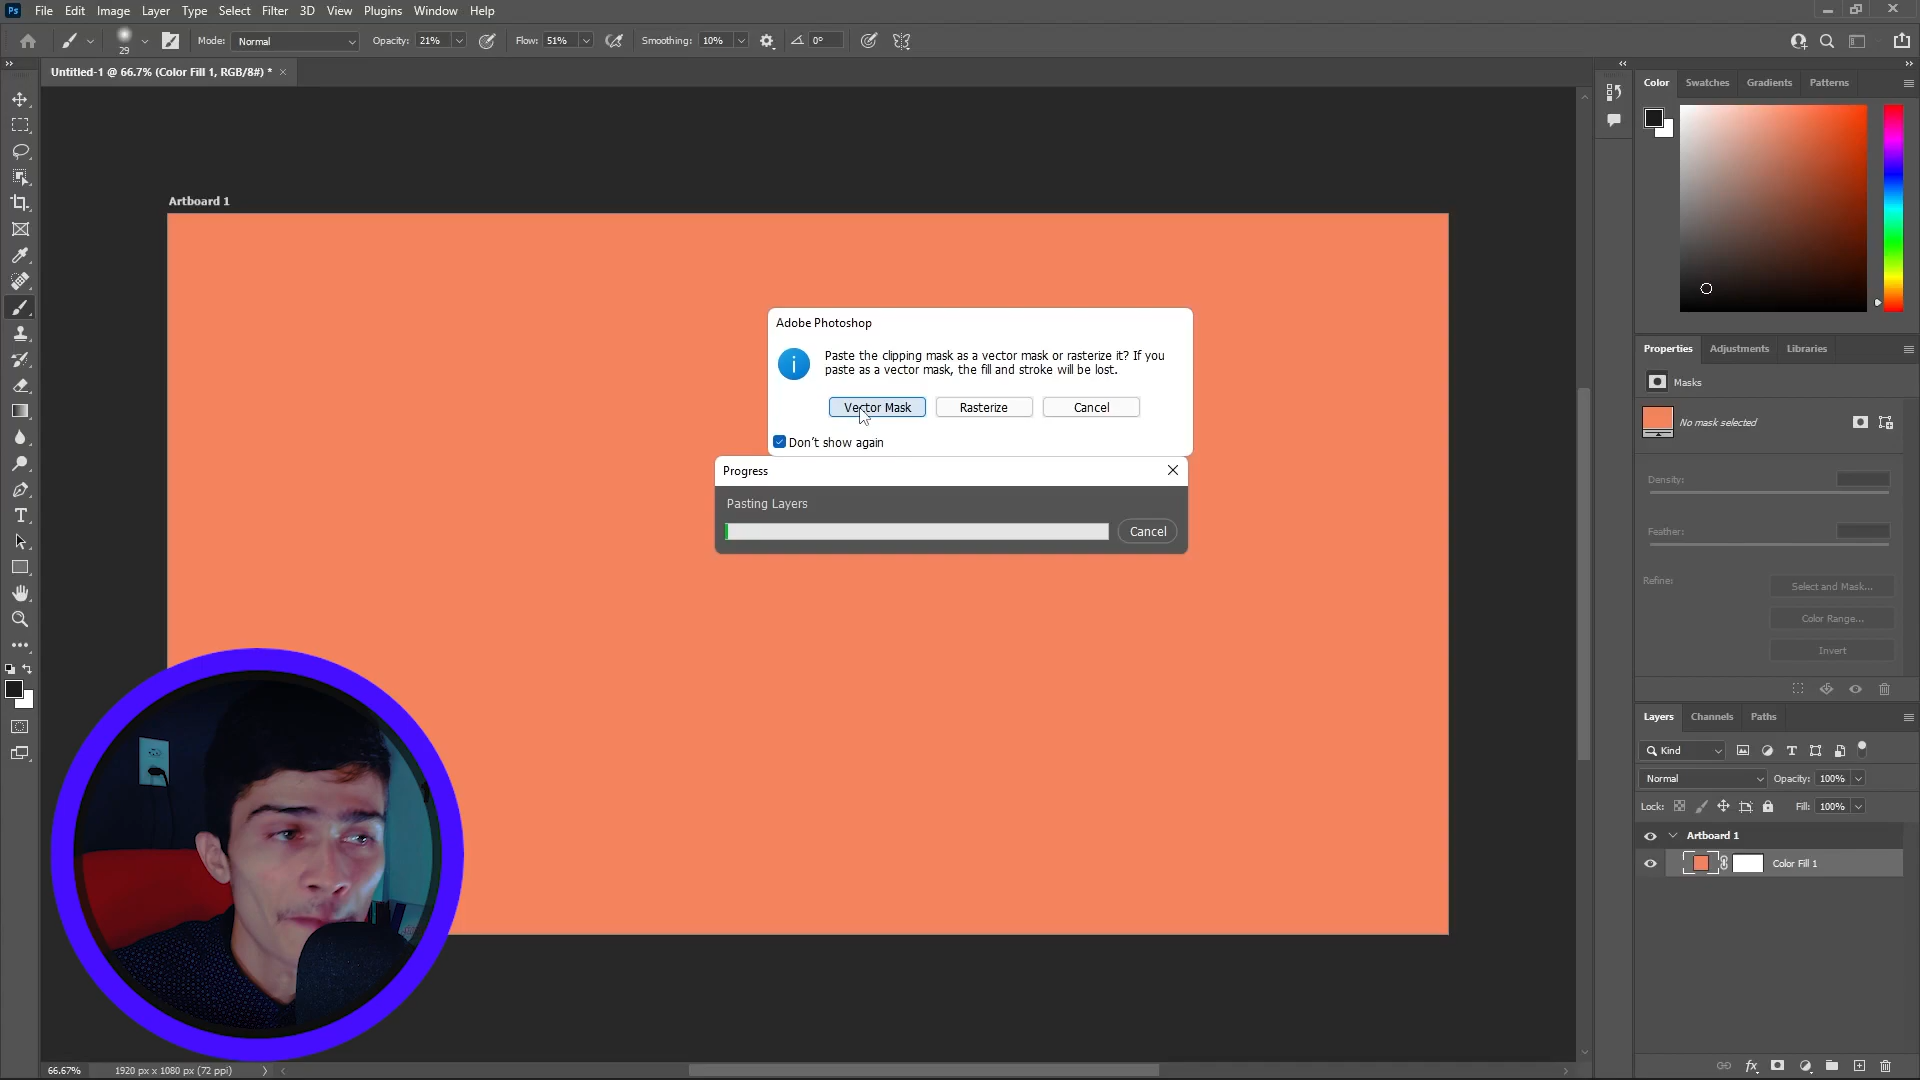 Ps File Edit Image Layer Type Select Filter 3D View Plugins Window Help
29 Mode: Normal Opacity: 21% Flow: 51% Smoothing: 10% 0°
Untitled-1 @ 66.7% (Color Fill 1, RGB/8#) *
Color Swatches Gradients Patterns
Artboard 1
Adobe Photoshop
Paste the clipping mask as a vector mask or rasterize it? If you
paste as a vector mask, the fill and stroke will be lost.
Vector Mask Rasterize Cancel
Don't show again
Progress
Pasting Layers
Cancel
Properties Adjustments Libraries
Masks
No mask selected
Density:
Feather:
Refine: Select and Mask...
Color Range...
Invert
Layers Channels Paths
Kind
Normal Opacity: 100%
Lock: Fill: 100%
Artboard 1
Color Fill 1
66.67% 1920 px x 1080 px (72 ppi)